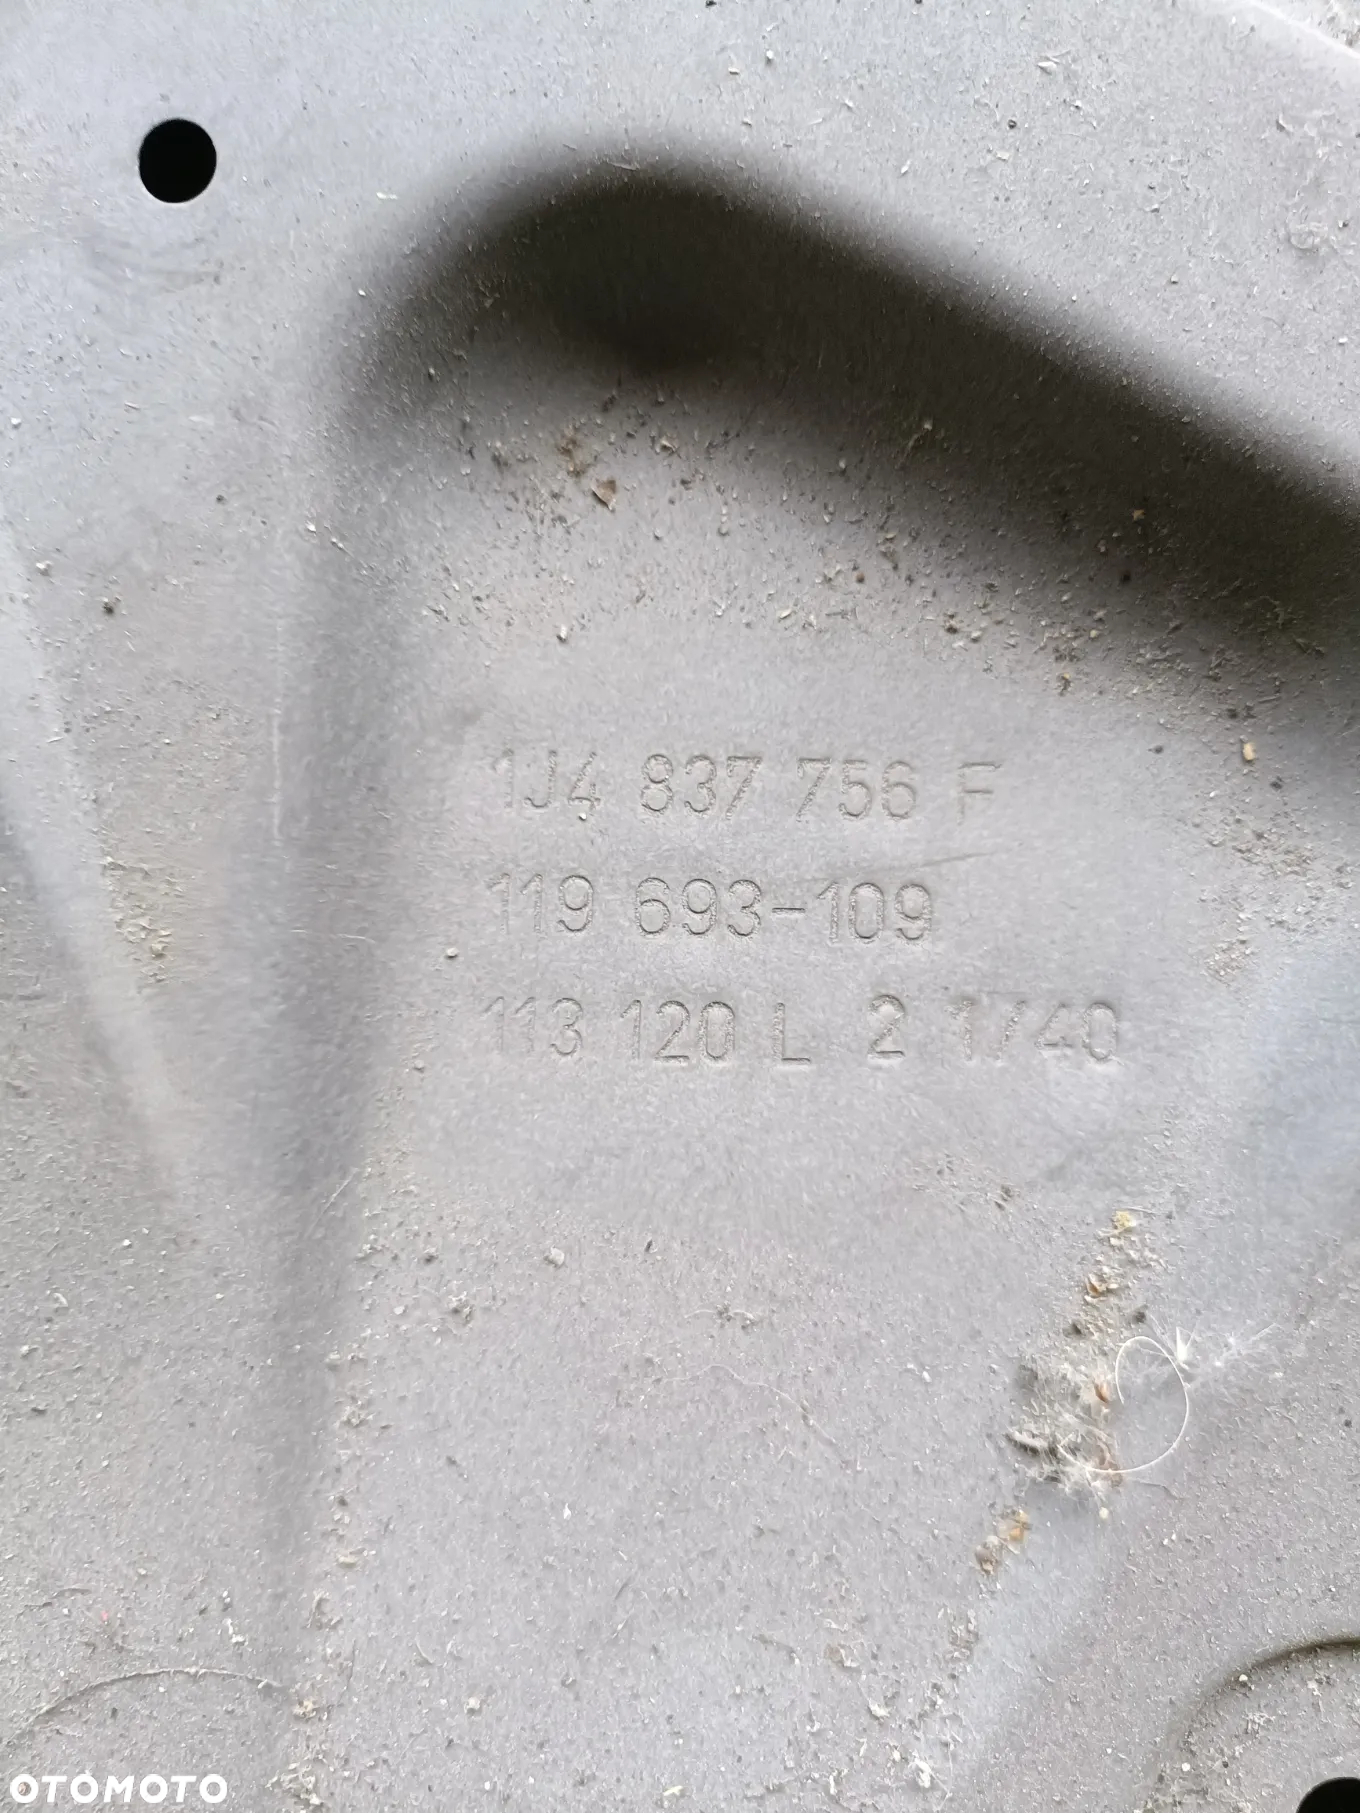 1J4 837 756 F
119 693-109
113 120 L 2 1/40
OTOMOTO